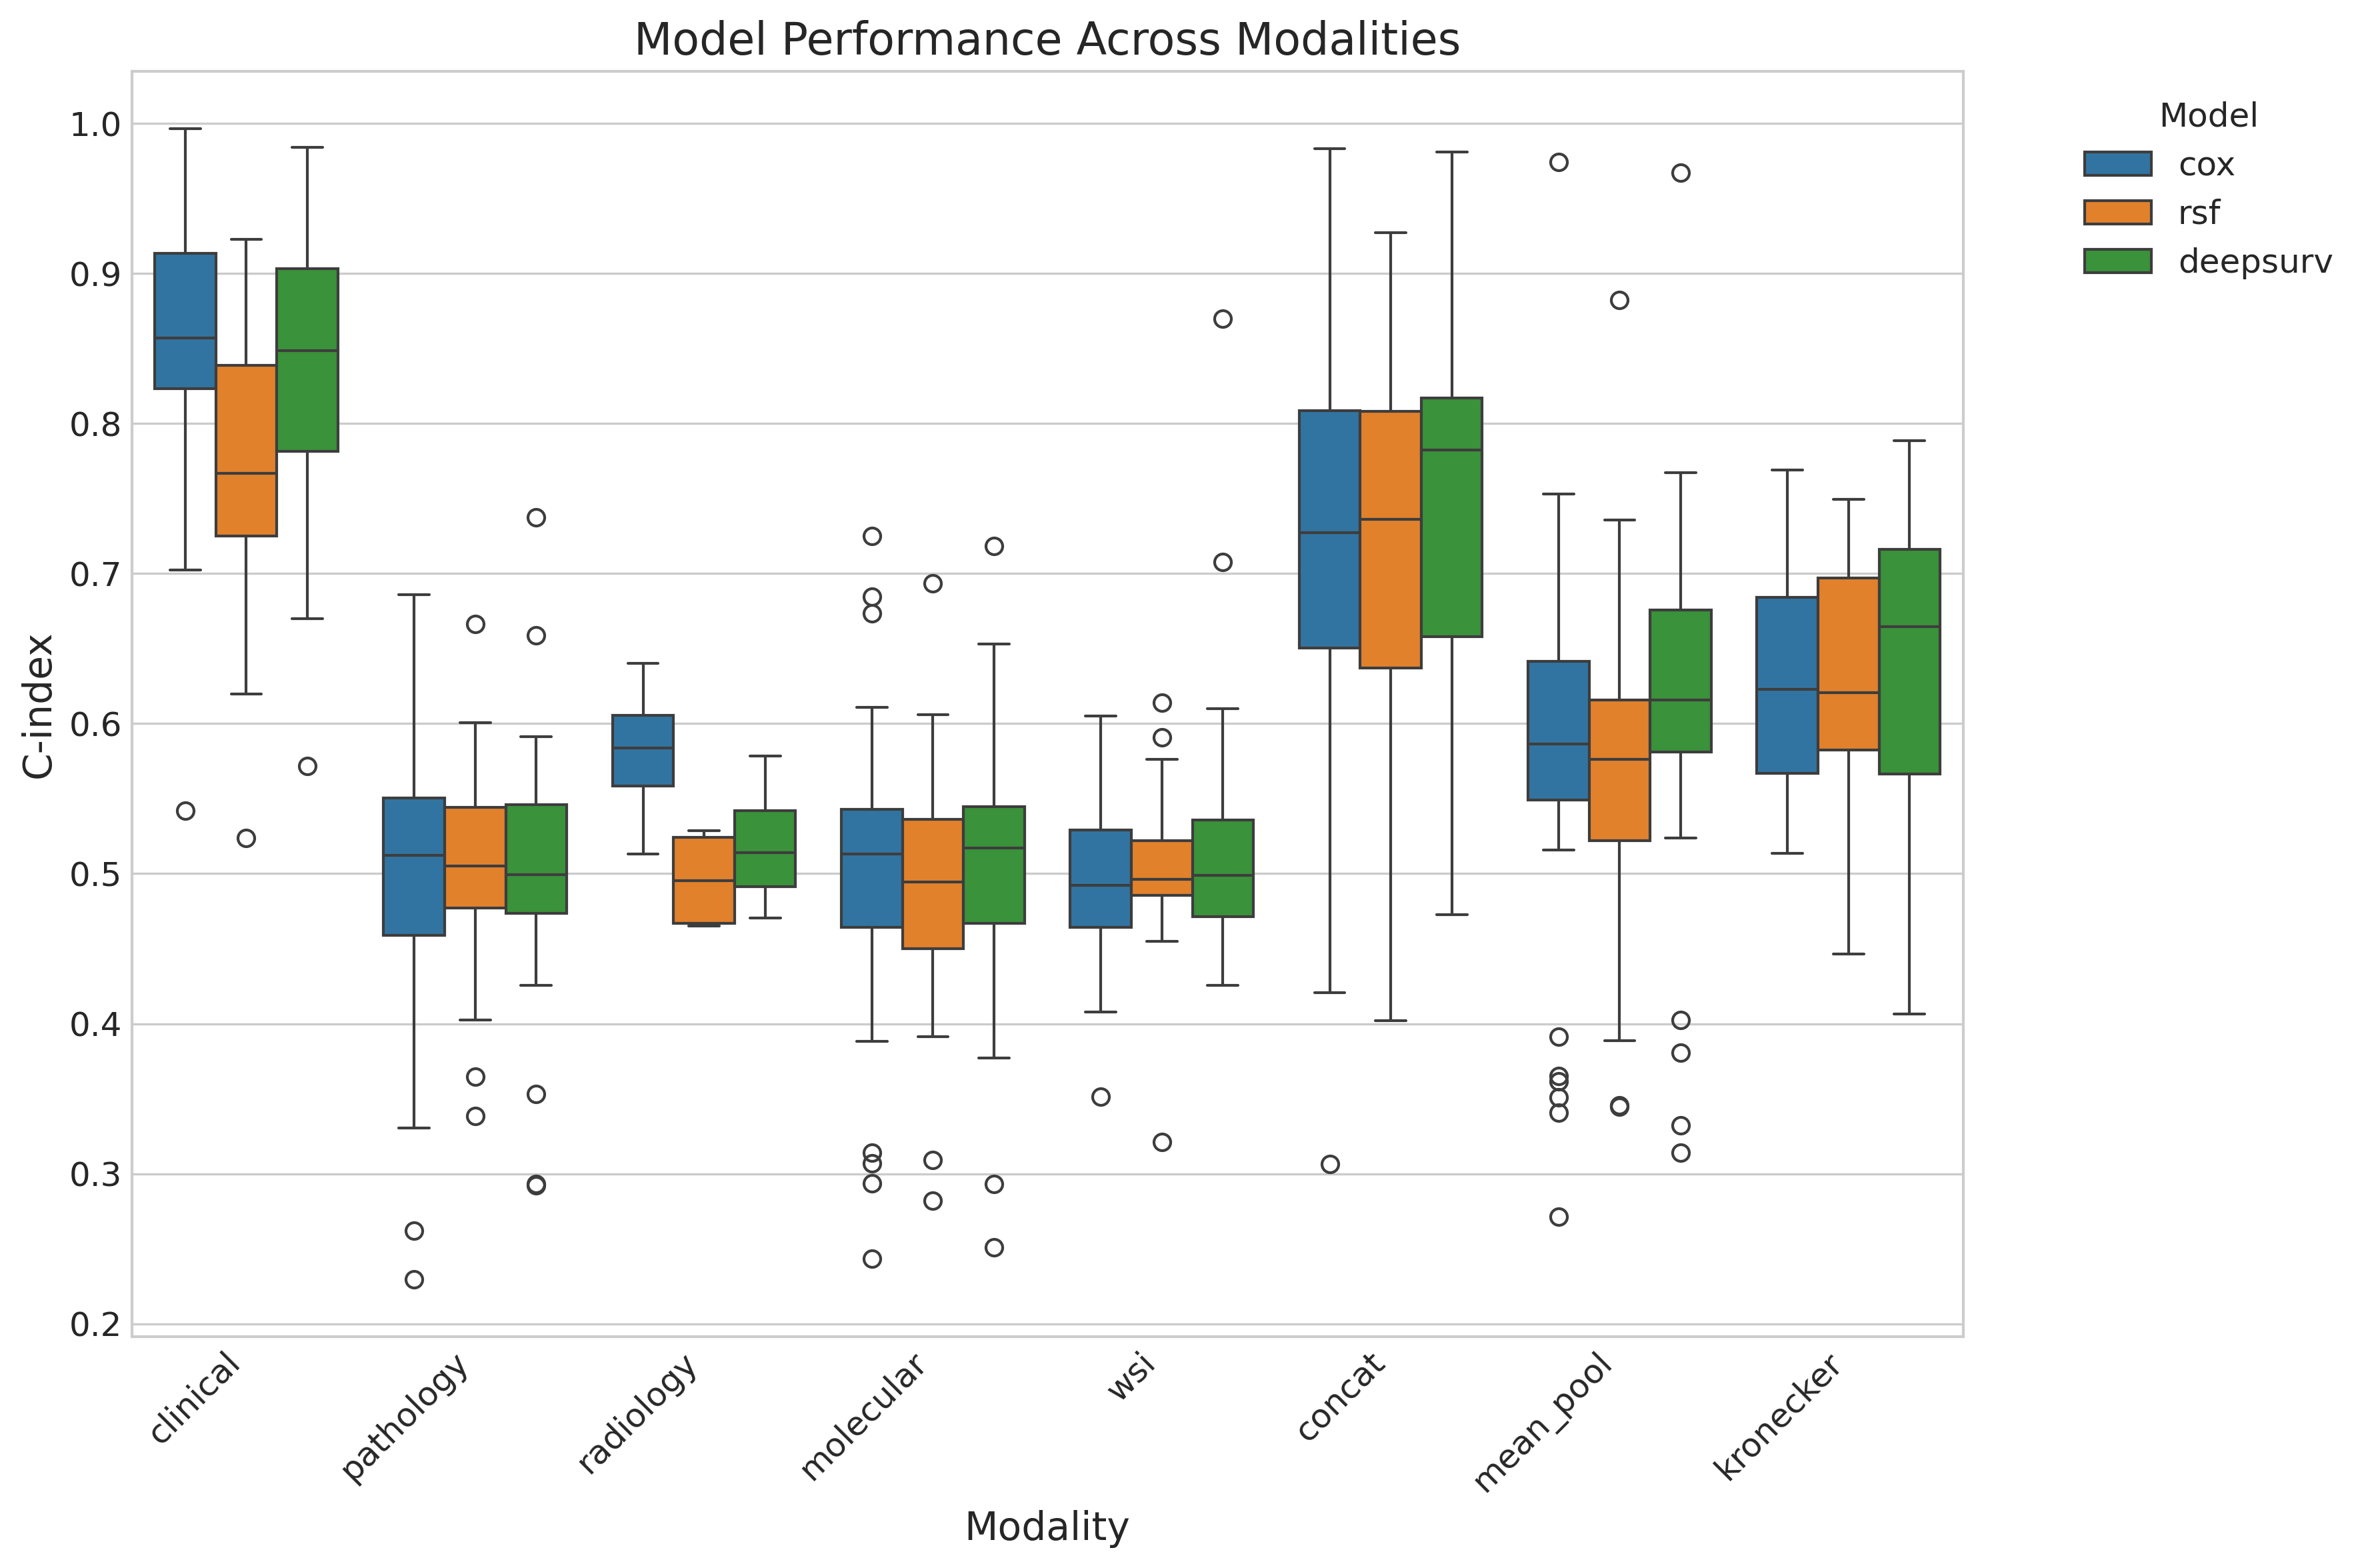 Model Performance Across Modalities
Model
cox
rsf
deepsurv
C-index
1.0
0.9
0.8
0.7
0.6
0.5
0.4
0.3
0.2
clinical
pathology
radiology
molecular
wsi
concat
mean_pool
kronecker
Modality